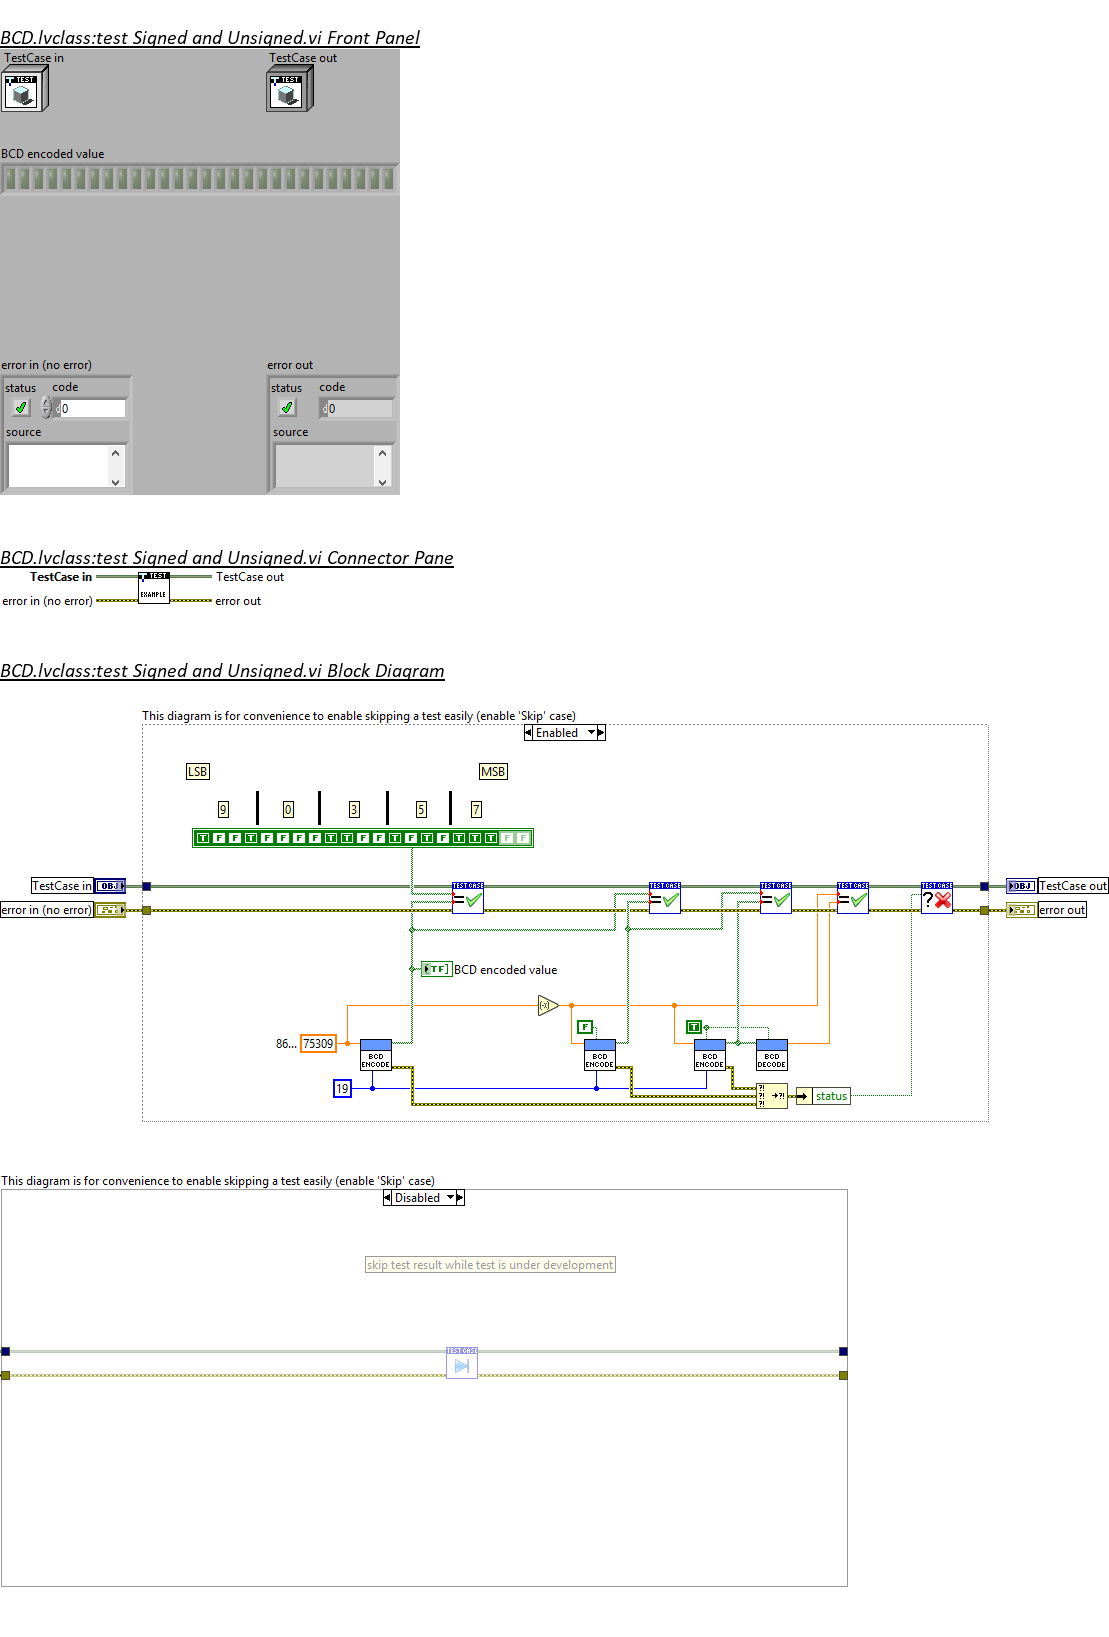 BCD.lvclass:test Signed and Unsigned.vi Front Panel
TestCase in TestCase out
TEST TEST
BCD encoded value
error in (no error) error out
status code status code
d0 d0
source source
BCD.lvclass:test Signed and Unsigned.vi Connector Pane
TestCase in TEST TestCase out
error in (no error) EXAMPLE error out
BCD.lvclass:test Signed and Unsigned.vi Block Diagram
This diagram is for convenience to enable skipping a test easily (enable 'Skip' case)
Enabled
LSB MSB
9 0 3 5 7
T F F T F F F F T T F F T F T F T T T F F
TestCase in OBJ TEST CASE TEST CASE TEST CASE TEST CASE TEST CASE OBJ TestCase out
error in (no error) = = = = ? error out
TF BCD encoded value
-x
F T
86... 75309 BCD ENCODE BCD ENCODE BCD ENCODE BCD DECODE
19
?! ?! ?! ?! status
This diagram is for convenience to enable skipping a test easily (enable 'Skip' case)
Disabled
skip test result while test is under development
TEST CASE